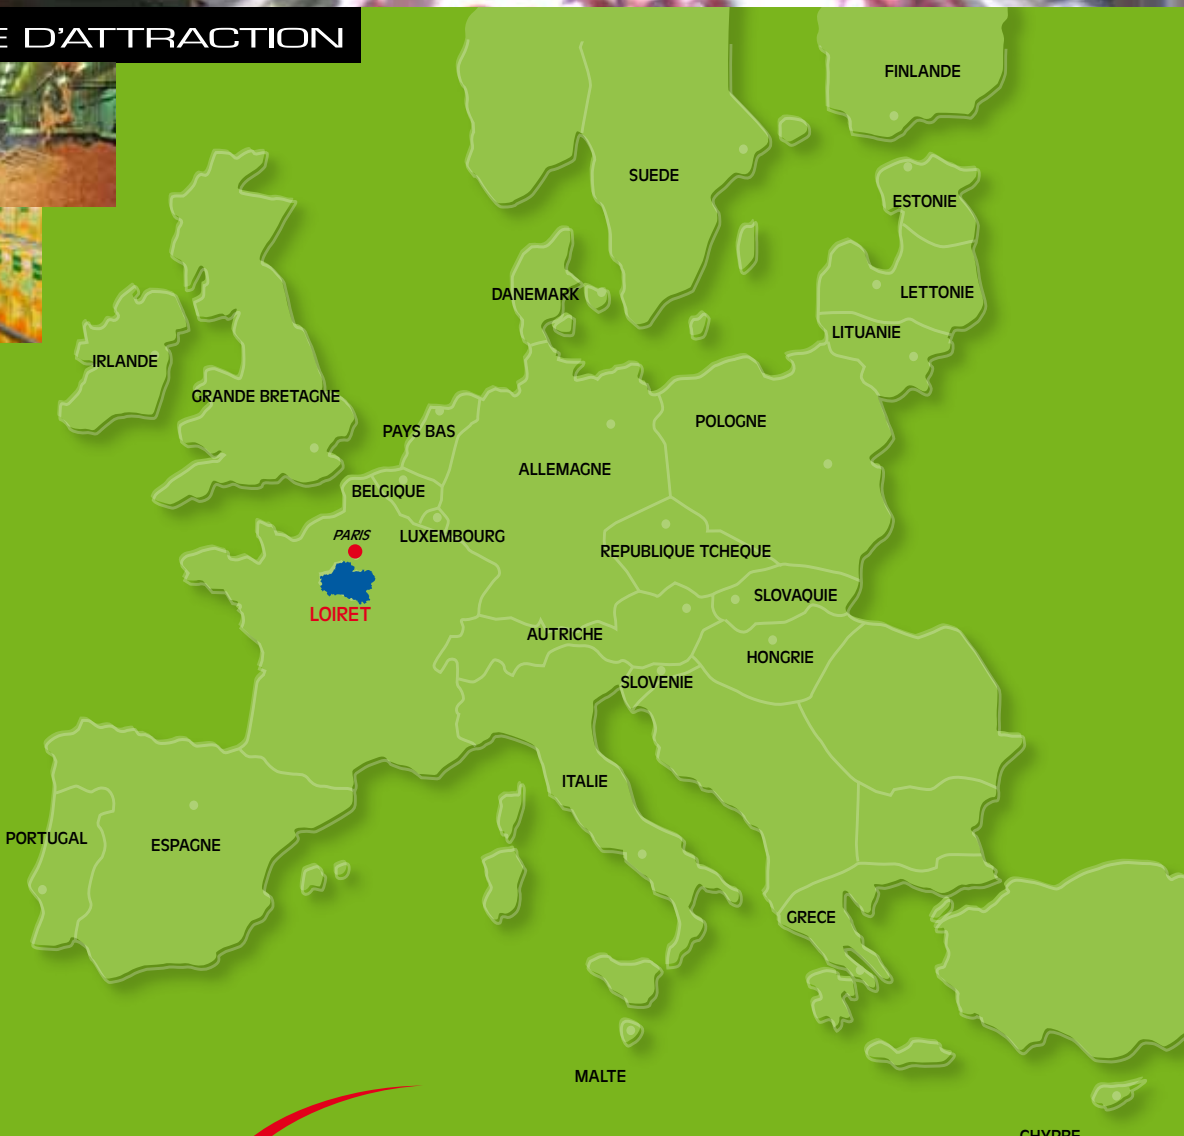 E D'ATTRACTION
FINLANDE
SUEDE
ESTONIE
DANEMARK
LETTONIE
LITUANIE
IRLANDE
GRANDE BRETAGNE
PAYS BAS
POLOGNE
ALLEMAGNE
BELGIQUE
PARIS
LUXEMBOURG
REPUBLIQUE TCHEQUE
SLOVAQUIE
LOIRET
AUTRICHE
HONGRIE
SLOVENIE
ITALIE
PORTUGAL
ESPAGNE
GRECE
MALTE
CHYPRE